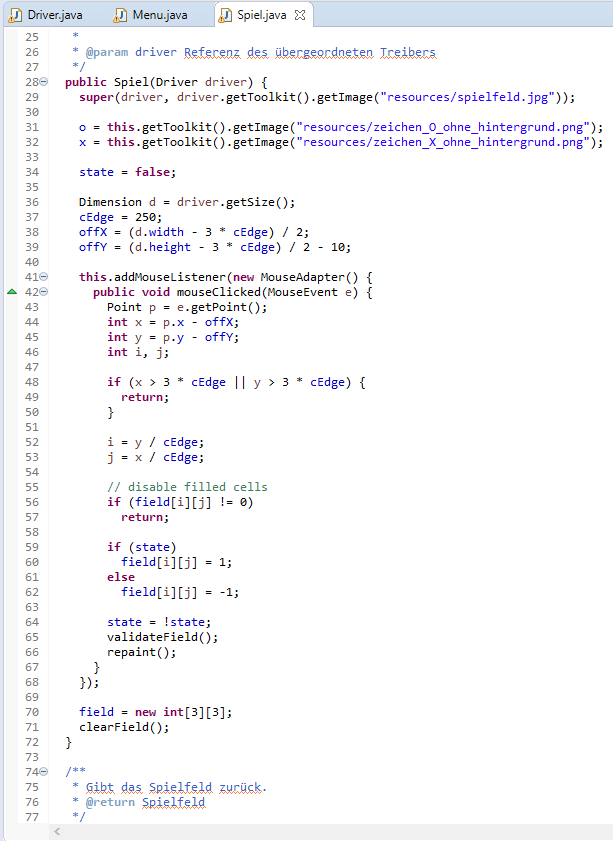 Driver.java Menu.java Spiel.java
25 *
26 * @param driver Referenz des übergeordneten Treibers
27 */
28 public Spiel(Driver driver) {
29 super(driver, driver.getToolkit().getImage("resources/spielfeld.jpg"));
30
31 o = this.getToolkit().getImage("resources/zeichen_O_ohne_hintergrund.png");
32 x = this.getToolkit().getImage("resources/zeichen_X_ohne_hintergrund.png");
33
34 state = false;
35
36 Dimension d = driver.getSize();
37 cEdge = 250;
38 offX = (d.width - 3 * cEdge) / 2;
39 offY = (d.height - 3 * cEdge) / 2 - 10;
40
41 this.addMouseListener(new MouseAdapter() {
42 public void mouseClicked(MouseEvent e) {
43 Point p = e.getPoint();
44 int x = p.x - offX;
45 int y = p.y - offY;
46 int i, j;
47
48 if (x > 3 * cEdge || y > 3 * cEdge) {
49 return;
50 }
51
52 i = y / cEdge;
53 j = x / cEdge;
54
55 // disable filled cells
56 if (field[i][j] != 0)
57 return;
58
59 if (state)
60 field[i][j] = 1;
61 else
62 field[i][j] = -1;
63
64 state = !state;
65 validateField();
66 repaint();
67 }
68 });
69
70 field = new int[3][3];
71 clearField();
72 }
73
74 /**
75 * Gibt das Spielfeld zurück.
76 * @return Spielfeld
77 */